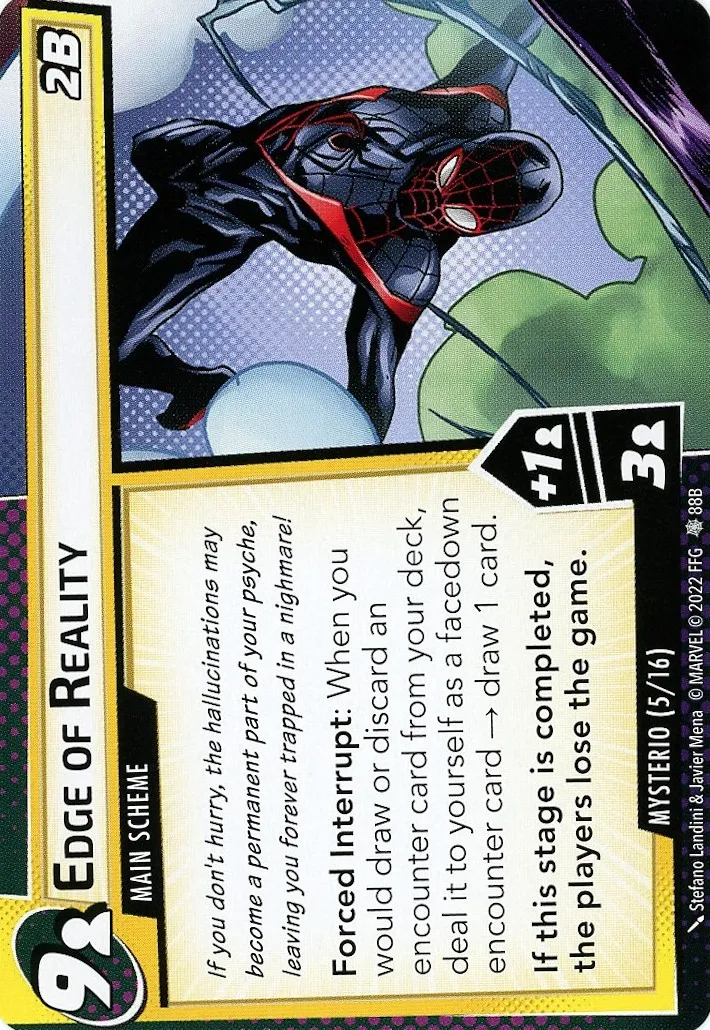 9
EDGE OF REALITY
2B
MAIN SCHEME
If you don't hurry, the hallucinations may
become a permanent part of your psyche,
leaving you forever trapped in a nighmare!
Forced Interrupt: When you
would draw or discard an
encounter card from your deck,
deal it to yourself as a facedown
encounter card → draw 1 card.
If this stage is completed,
the players lose the game.
+1
3
MYSTERIO (5/16)
Stefano Landini & Javier Mena © MARVEL © 2022 FFG 88B